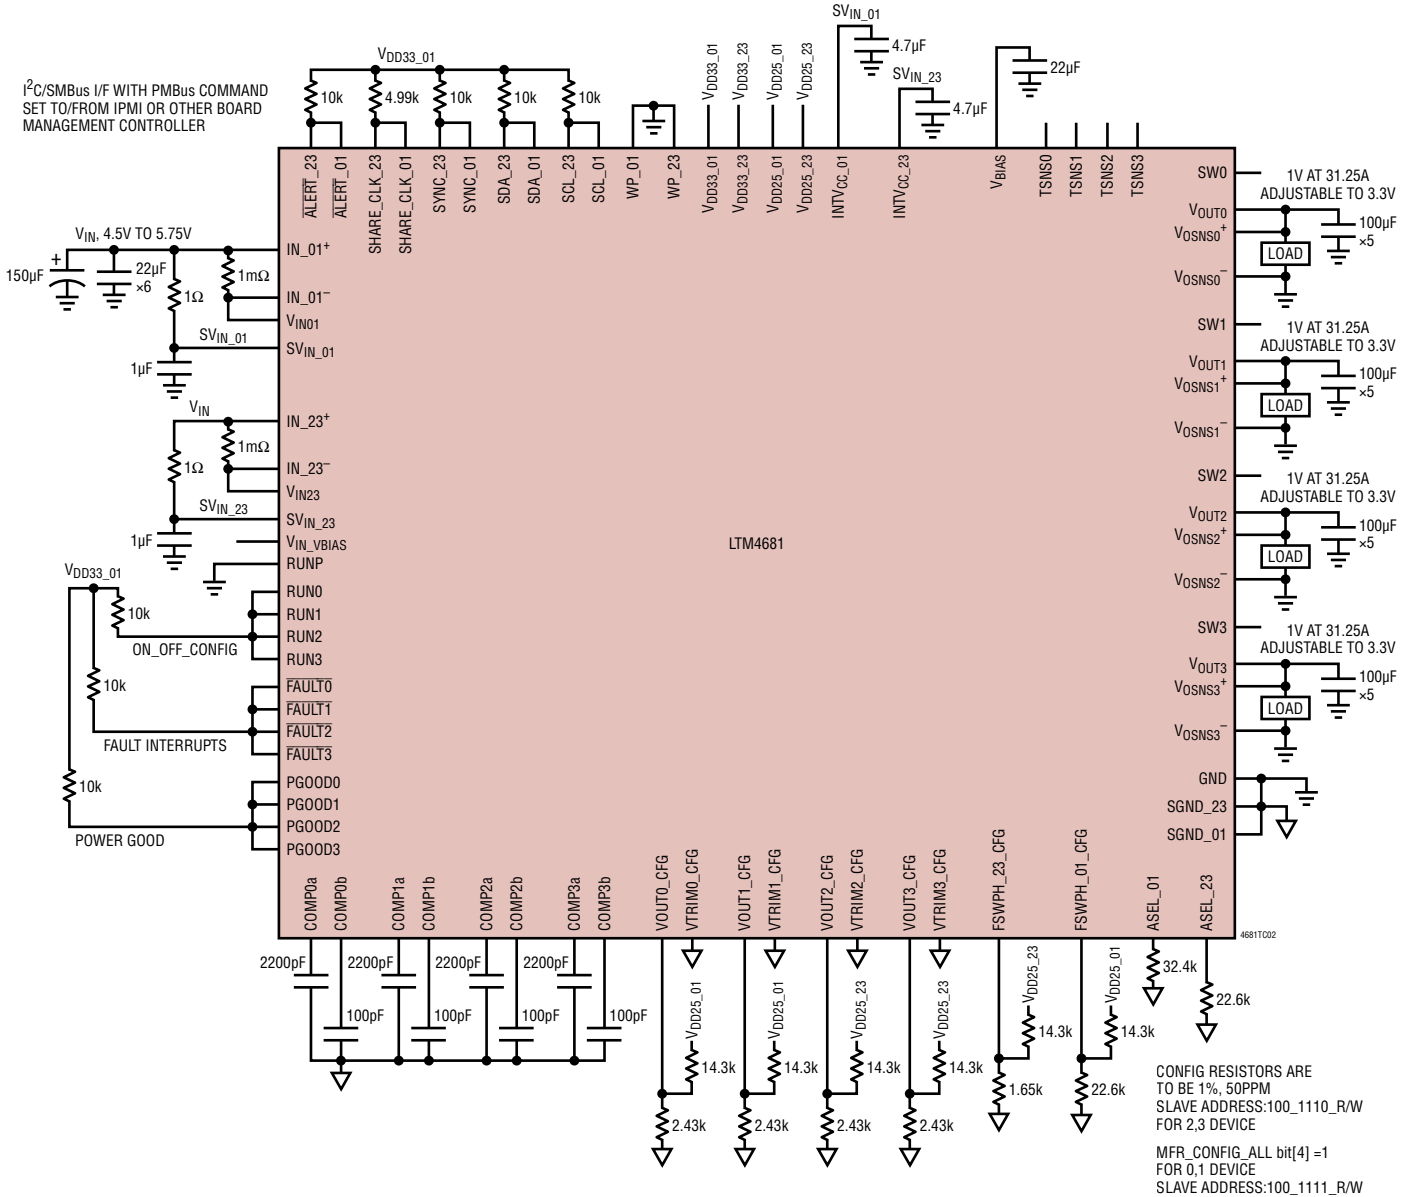 I2C/SMBus I/F WITH PMBus COMMAND
SET TO/FROM IPMI OR OTHER BOARD
MANAGEMENT CONTROLLER
VDD33_01
10k
4.99k
10k
10k
10k
VDD33_01
VDD33_23
VDD25_01
VDD25_23
SVIN_01
4.7µF
SVIN_23
4.7µF
22µF
ALERT_23
ALERT_01
SHARE_CLK_23
SHARE_CLK_01
SYNC_23
SYNC_01
SDA_23
SDA_01
SCL_23
SCL_01
WP_01
WP_23
VDD33_01
VDD33_23
VDD25_01
VDD25_23
INTVCC_01
INTVCC_23
VBIAS
TSNS0
TSNS1
TSNS2
TSNS3
VIN, 4.5V TO 5.75V
150µF
+
22µF
×6
1Ω
1mΩ
SVIN_01
1µF
IN_01+
IN_01−
VIN01
SVIN_01
VIN
1Ω
1mΩ
SVIN_23
1µF
IN_23+
IN_23−
VIN23
SVIN_23
VIN_VBIAS
RUNP
VDD33_01
10k
ON_OFF_CONFIG
RUN0
RUN1
RUN2
RUN3
10k
FAULT INTERRUPTS
FAULT0
FAULT1
FAULT2
FAULT3
10k
POWER GOOD
PGOOD0
PGOOD1
PGOOD2
PGOOD3
LTM4681
SW0
1V AT 31.25A
ADJUSTABLE TO 3.3V
VOUT0
VOSNS0+
LOAD
100µF
×5
VOSNS0−
SW1
1V AT 31.25A
ADJUSTABLE TO 3.3V
VOUT1
VOSNS1+
LOAD
100µF
×5
VOSNS1−
SW2
1V AT 31.25A
ADJUSTABLE TO 3.3V
VOUT2
VOSNS2+
LOAD
100µF
×5
VOSNS2−
SW3
1V AT 31.25A
ADJUSTABLE TO 3.3V
VOUT3
VOSNS3+
LOAD
100µF
×5
VOSNS3−
GND
SGND_23
SGND_01
COMP0a
COMP0b
COMP1a
COMP1b
COMP2a
COMP2b
COMP3a
COMP3b
VOUT0_CFG
VTRIM0_CFG
VOUT1_CFG
VTRIM1_CFG
VOUT2_CFG
VTRIM2_CFG
VOUT3_CFG
VTRIM3_CFG
FSWPH_23_CFG
FSWPH_01_CFG
ASEL_01
ASEL_23
4681TC02
2200pF
100pF
2200pF
100pF
2200pF
100pF
2200pF
100pF
VDD25_01
14.3k
2.43k
VDD25_01
14.3k
2.43k
VDD25_23
14.3k
2.43k
VDD25_23
14.3k
2.43k
VDD25_23
14.3k
1.65k
VDD25_01
14.3k
22.6k
32.4k
22.6k
CONFIG RESISTORS ARE
TO BE 1%, 50PPM
SLAVE ADDRESS:100_1110_R/W
FOR 2,3 DEVICE
MFR_CONFIG_ALL bit[4] =1
FOR 0,1 DEVICE
SLAVE ADDRESS:100_1111_R/W